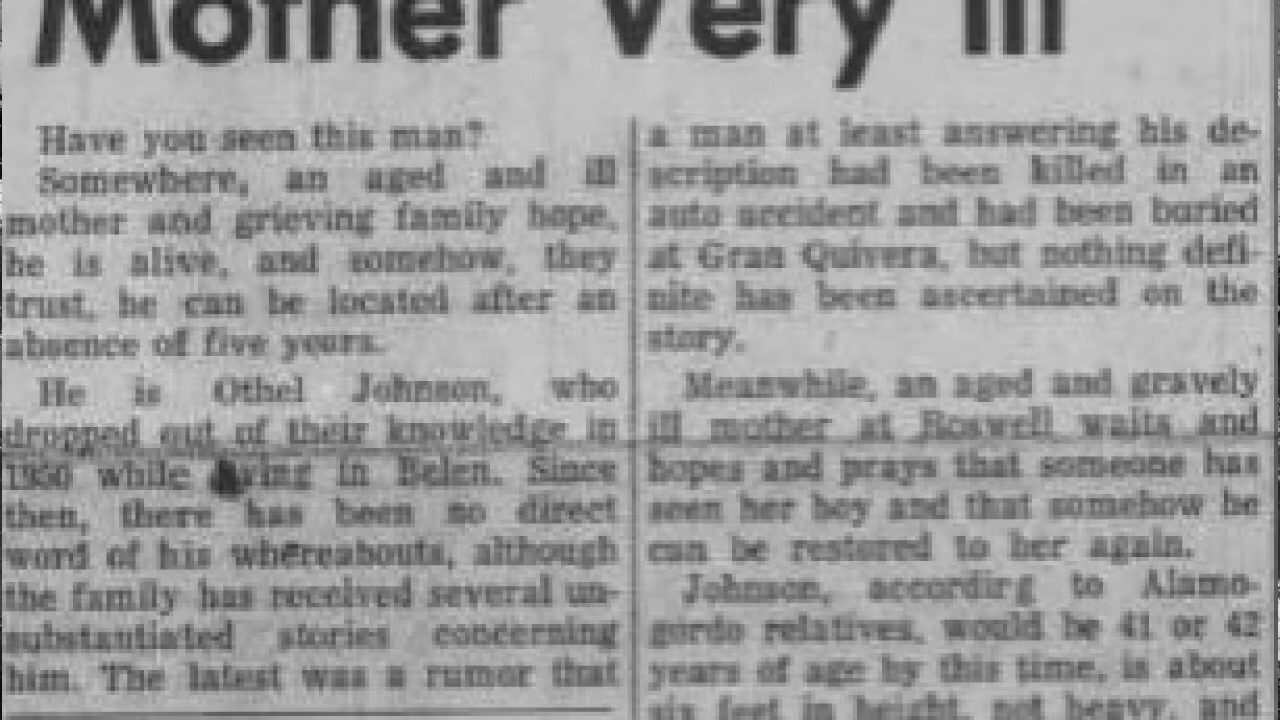 Mother Very Ill
Have you seen this man?
Somewhere, an aged and ill
mother and grieving family hope,
he is alive, and somehow, they
trust, he can be located after an
absence of five years.
He is Othel Johnson, who
dropped out of their knowledge in
while living in Belen. Since
then, there has been no direct
word of his whereabouts, although
the family has received several un-
substantiated stories concerning
him. The latest was a rumor that
a man at least answering his de-
scription had been killed in an
auto accident and had been buried
at Gran Quivera, but nothing defi-
nite has been ascertained on the
story.
Meanwhile, an aged and gravely
ill mother at Roswell waits and
hopes and prays that someone has
seen her boy and that somehow he
can be restored to her again.
Johnson, according to Alamo-
gordo relatives, would be 41 or 42
years of age by this time, is about
six feet in height, not heavy, and